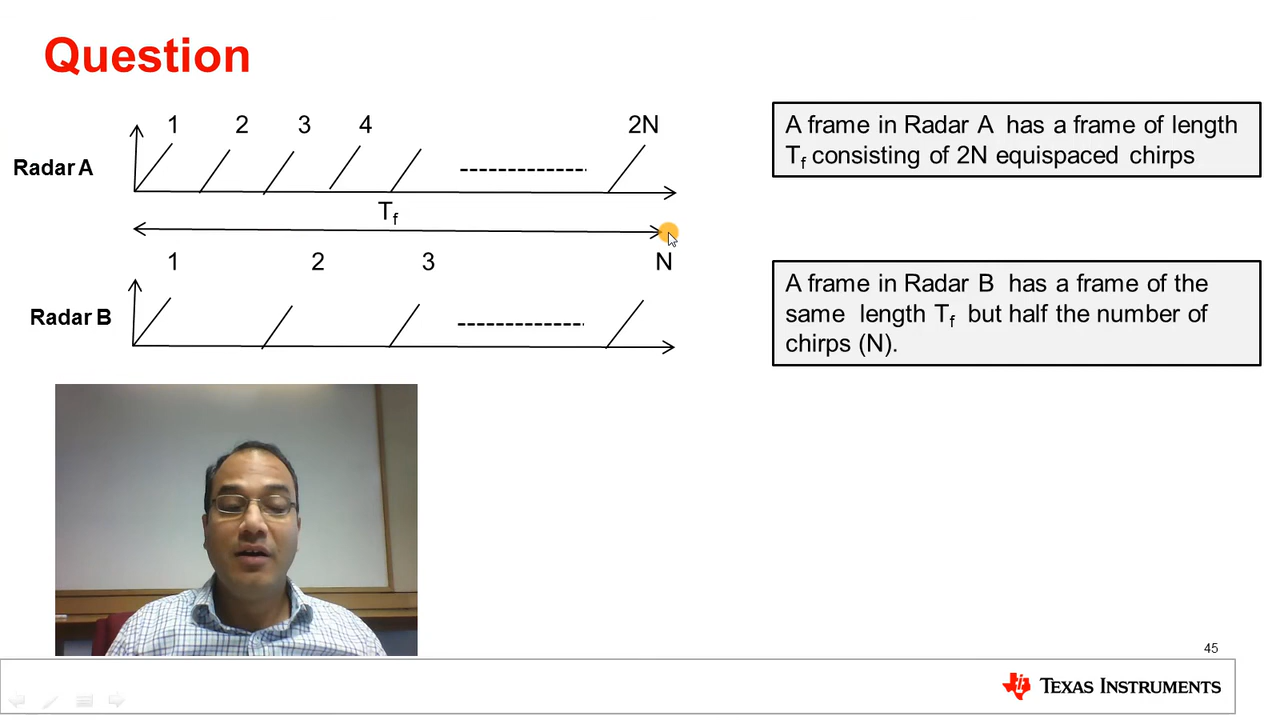 Question
1 2 3 4 2N
Radar A
T_f
1 2 3 N
Radar B
A frame in Radar A has a frame of length
T_f consisting of 2N equispaced chirps
A frame in Radar B has a frame of the
same length T_f but half the number of
chirps (N).
45
TEXAS INSTRUMENTS